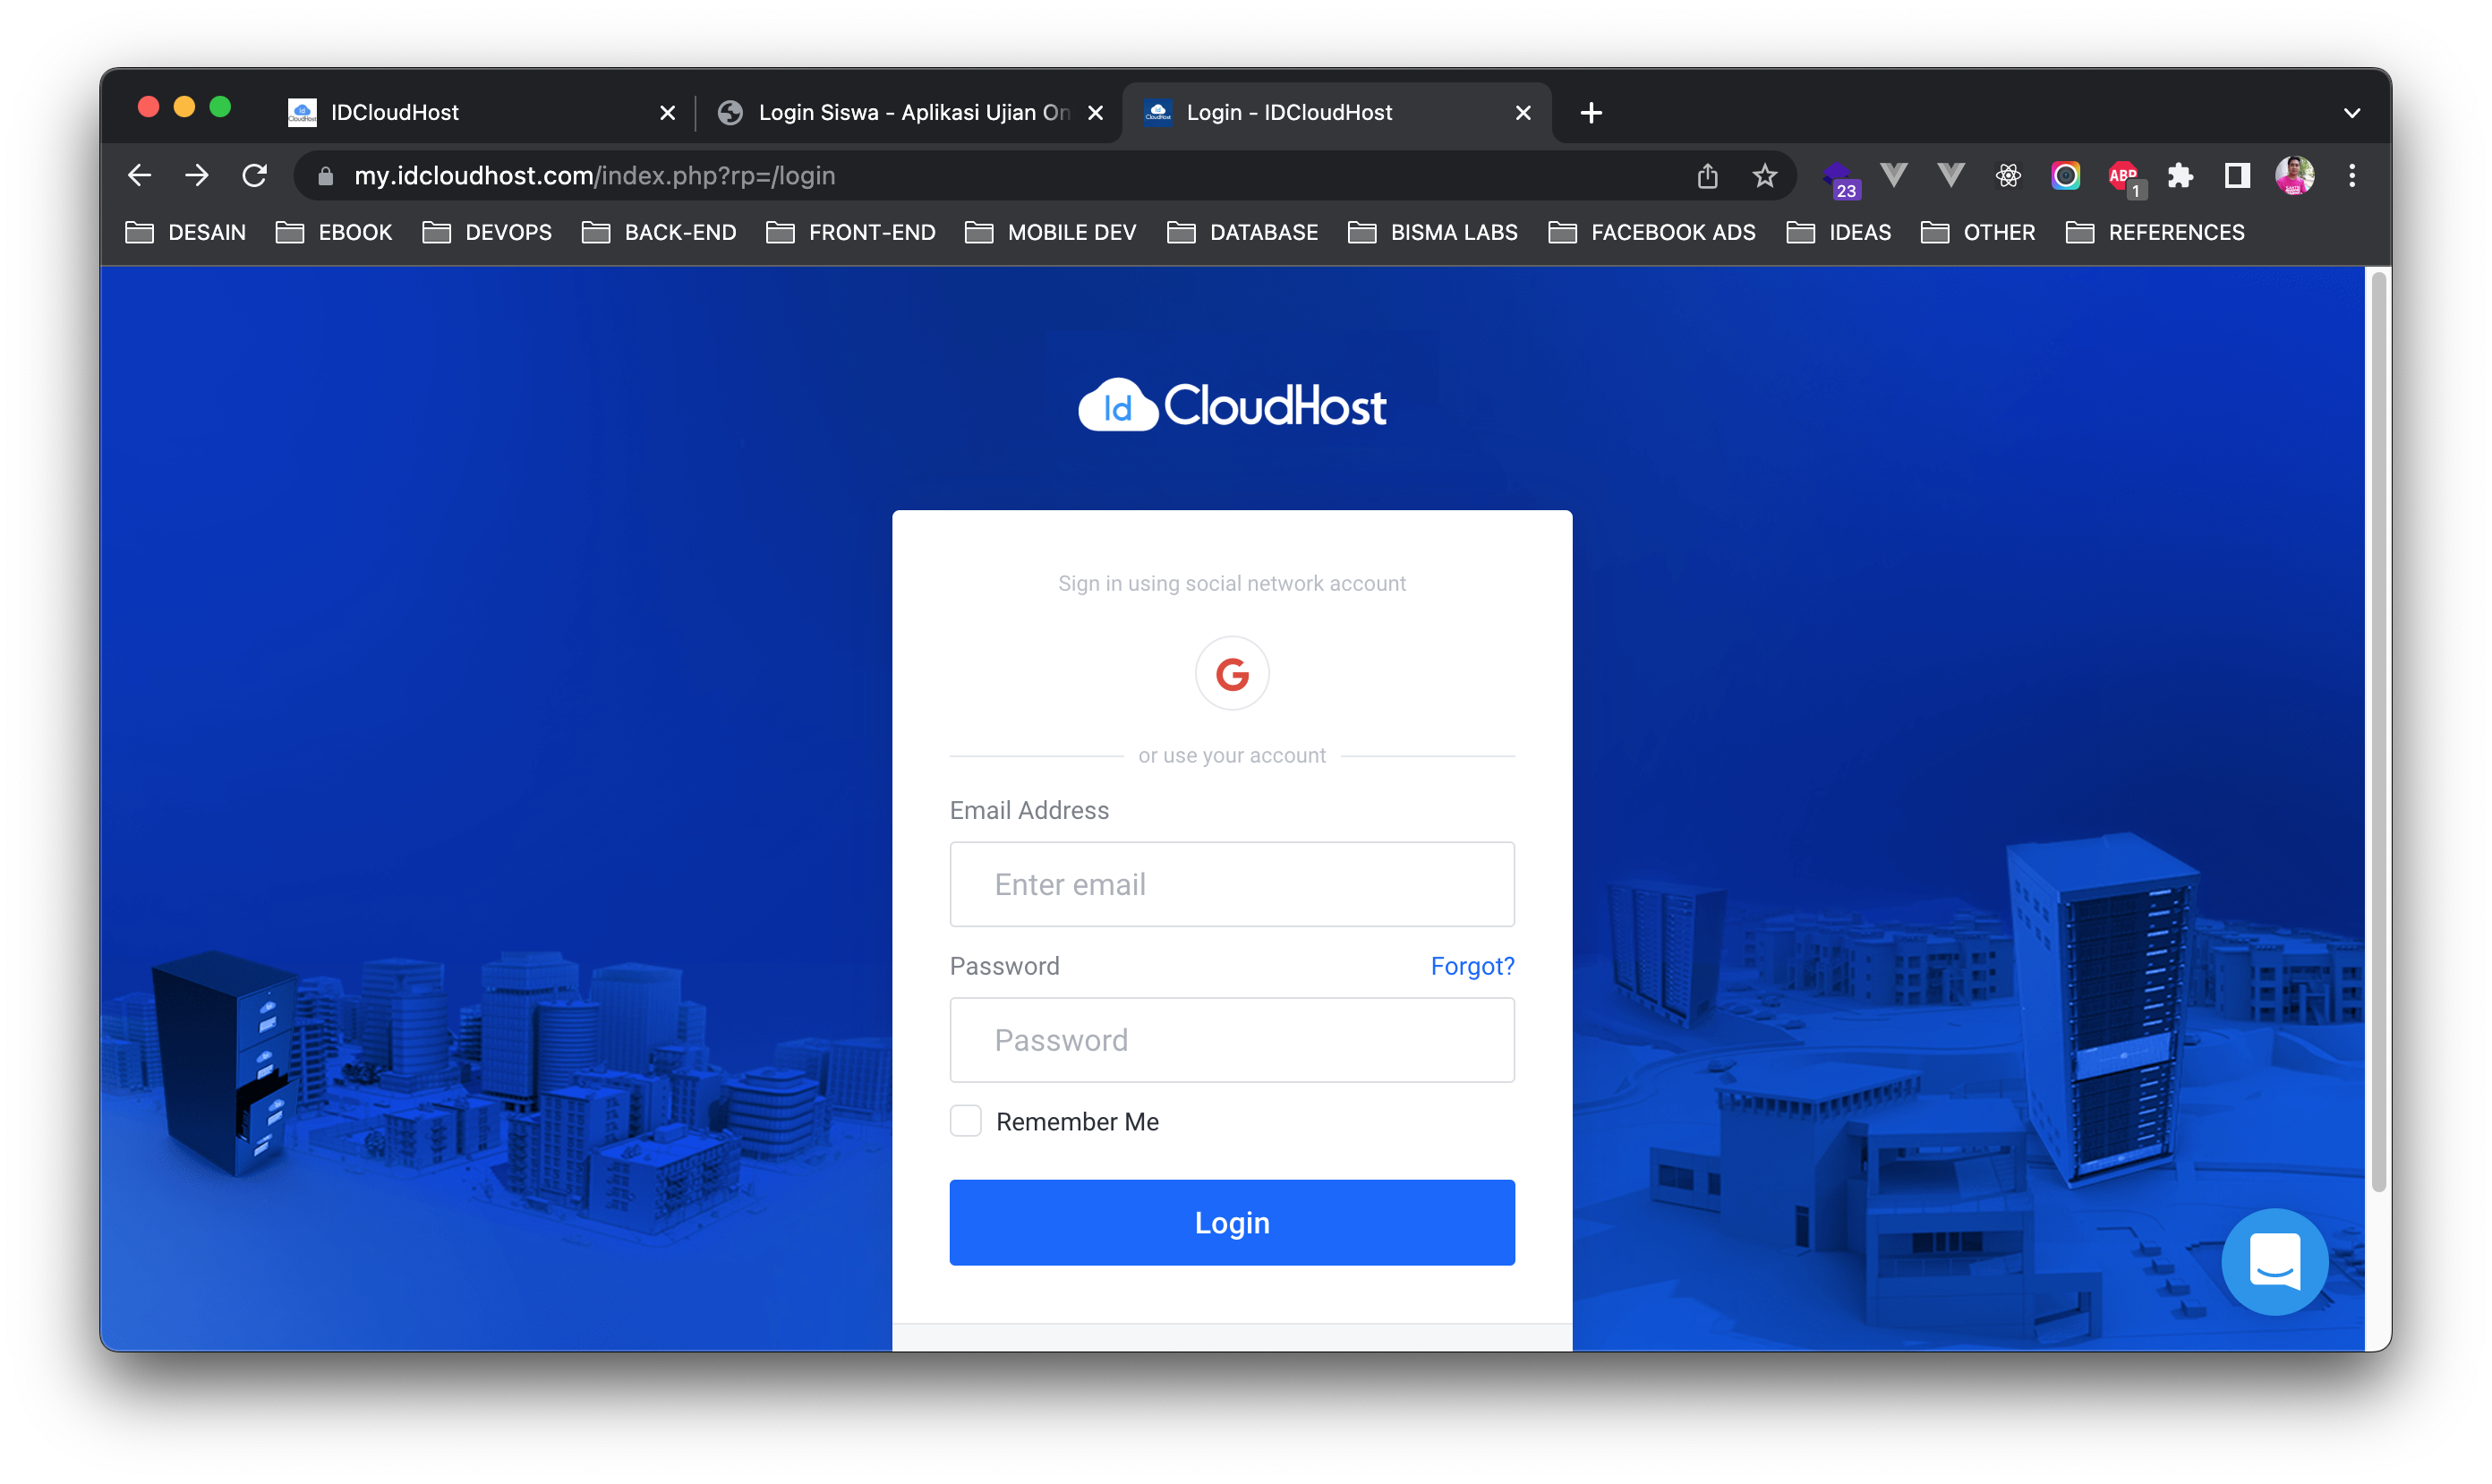 IDCloudHost
Login Siswa - Aplikasi Ujian On
Login - IDCloudHost
my.idcloudhost.com/index.php?rp=/login
23
ABP
1
DESAIN
EBOOK
DEVOPS
BACK-END
FRONT-END
MOBILE DEV
DATABASE
BISMA LABS
FACEBOOK ADS
IDEAS
OTHER
REFERENCES
Id CloudHost
Sign in using social network account
G
or use your account
Email Address
Enter email
Password
Forgot?
Password
Remember Me
Login